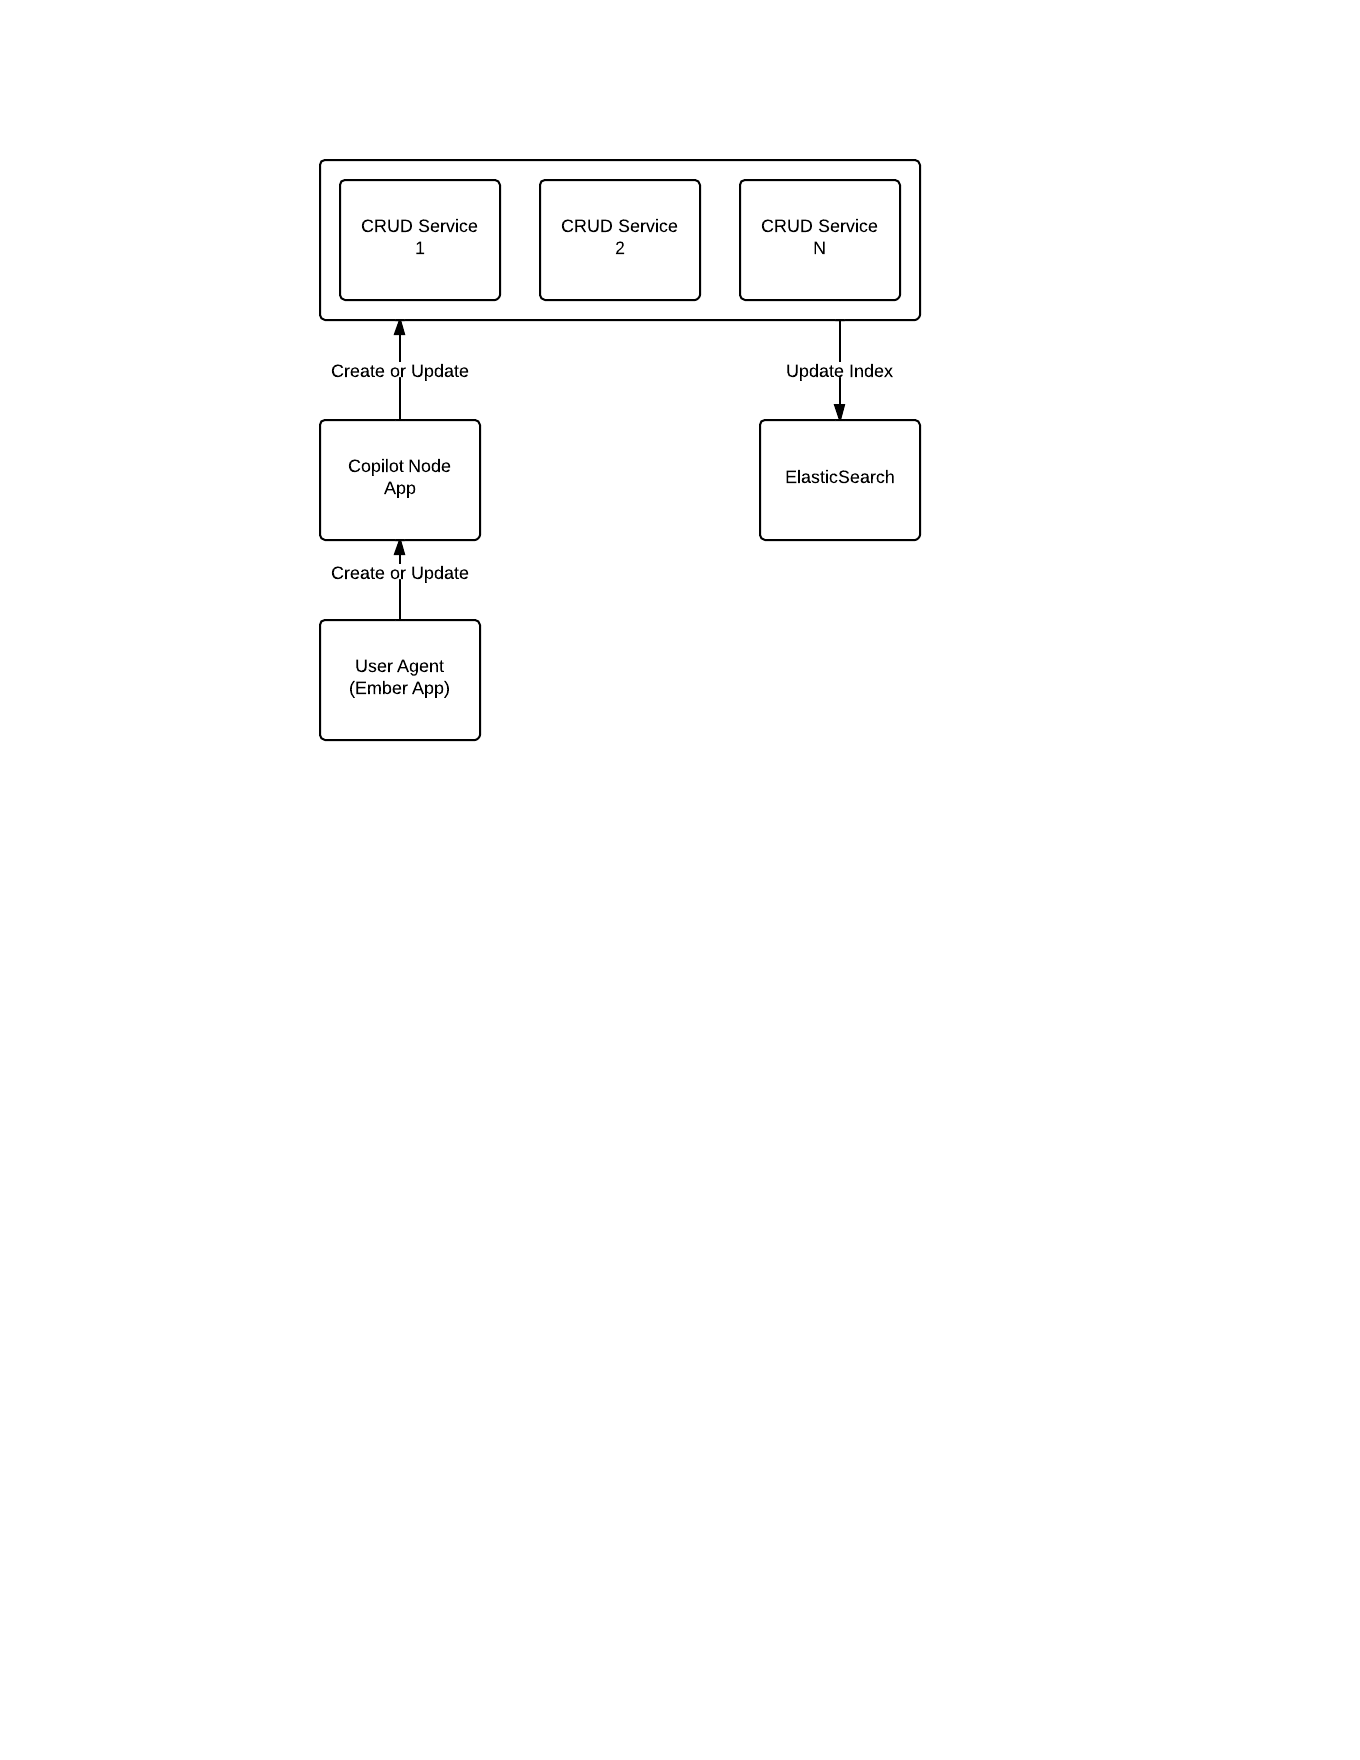 CRUD Service
1
CRUD Service
2
CRUD Service
N
Create or Update
Update Index
Copilot Node
App
ElasticSearch
Create or Update
User Agent
(Ember App)